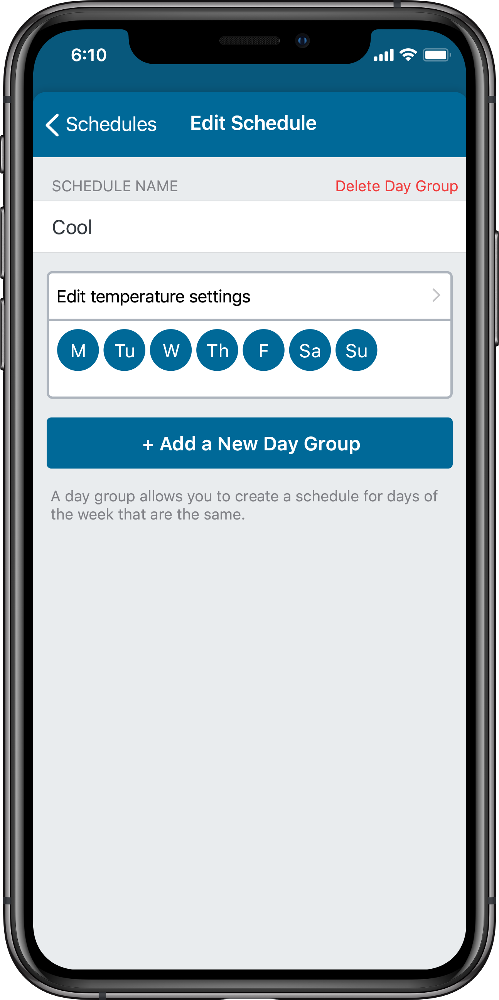 6:10
Schedules
Edit Schedule
SCHEDULE NAME
Delete Day Group
Cool
Edit temperature settings
M Tu W Th F Sa Su
+ Add a New Day Group
A day group allows you to create a schedule for days of
the week that are the same.